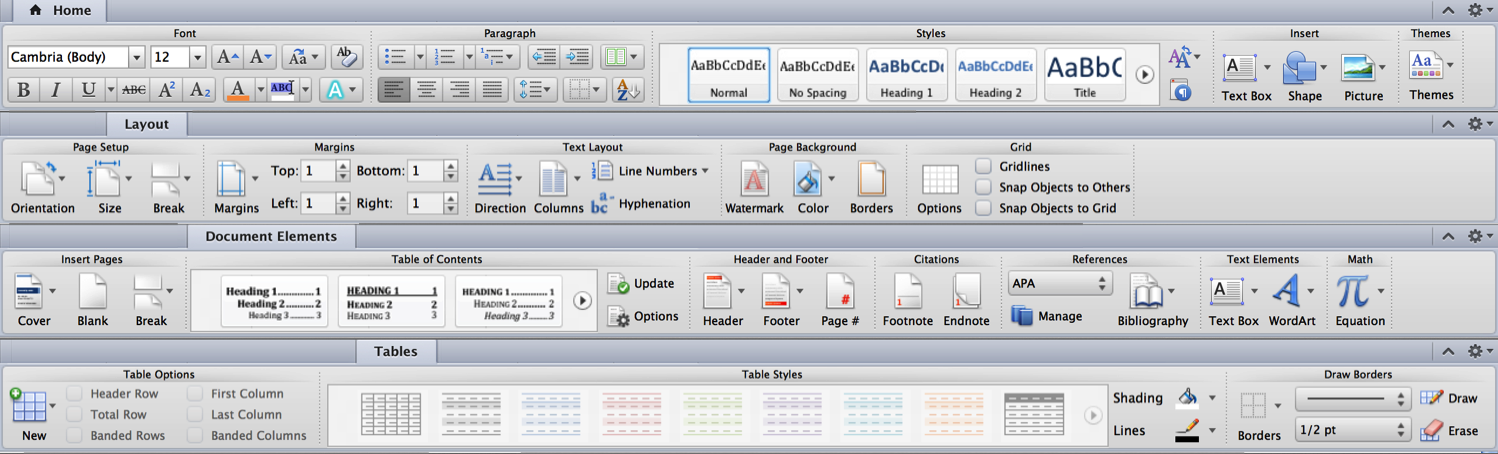 Home
Font Paragraph Styles Insert Themes
Cambria (Body) 12 A A Aa Ab
B I U ABC A² A₂ A ABC A
AaBbCcDdEe AaBbCcDdEe AaBbCcDc AaBbCcDdEe AaBbC
Normal No Spacing Heading 1 Heading 2 Title
A Text Box Shape Picture Aa Themes
Layout
Page Setup Margins Text Layout Page Background Grid
Orientation Size Break Margins
Top: 1 Bottom: 1
Left: 1 Right: 1
Direction Columns
Line Numbers
Hyphenation
Watermark Color Borders Options
Gridlines
Snap Objects to Others
Snap Objects to Grid
Document Elements
Insert Pages Table of Contents Header and Footer Citations References Text Elements Math
Cover Blank Break
Heading 1 1
Heading 2 2
Heading 3 3
HEADING 1 1
HEADING 2 2
HEADING 3 3
HEADING 1 1
HEADING 2 2
Heading 3 3
Update
Options
Header Footer Page #
Footnote Endnote
APA
Manage
Bibliography
Text Box WordArt Equation
Tables
Table Options Table Styles Draw Borders
New
Header Row First Column
Total Row Last Column
Banded Rows Banded Columns
Shading
Lines
Borders
1/2 pt
Draw
Erase